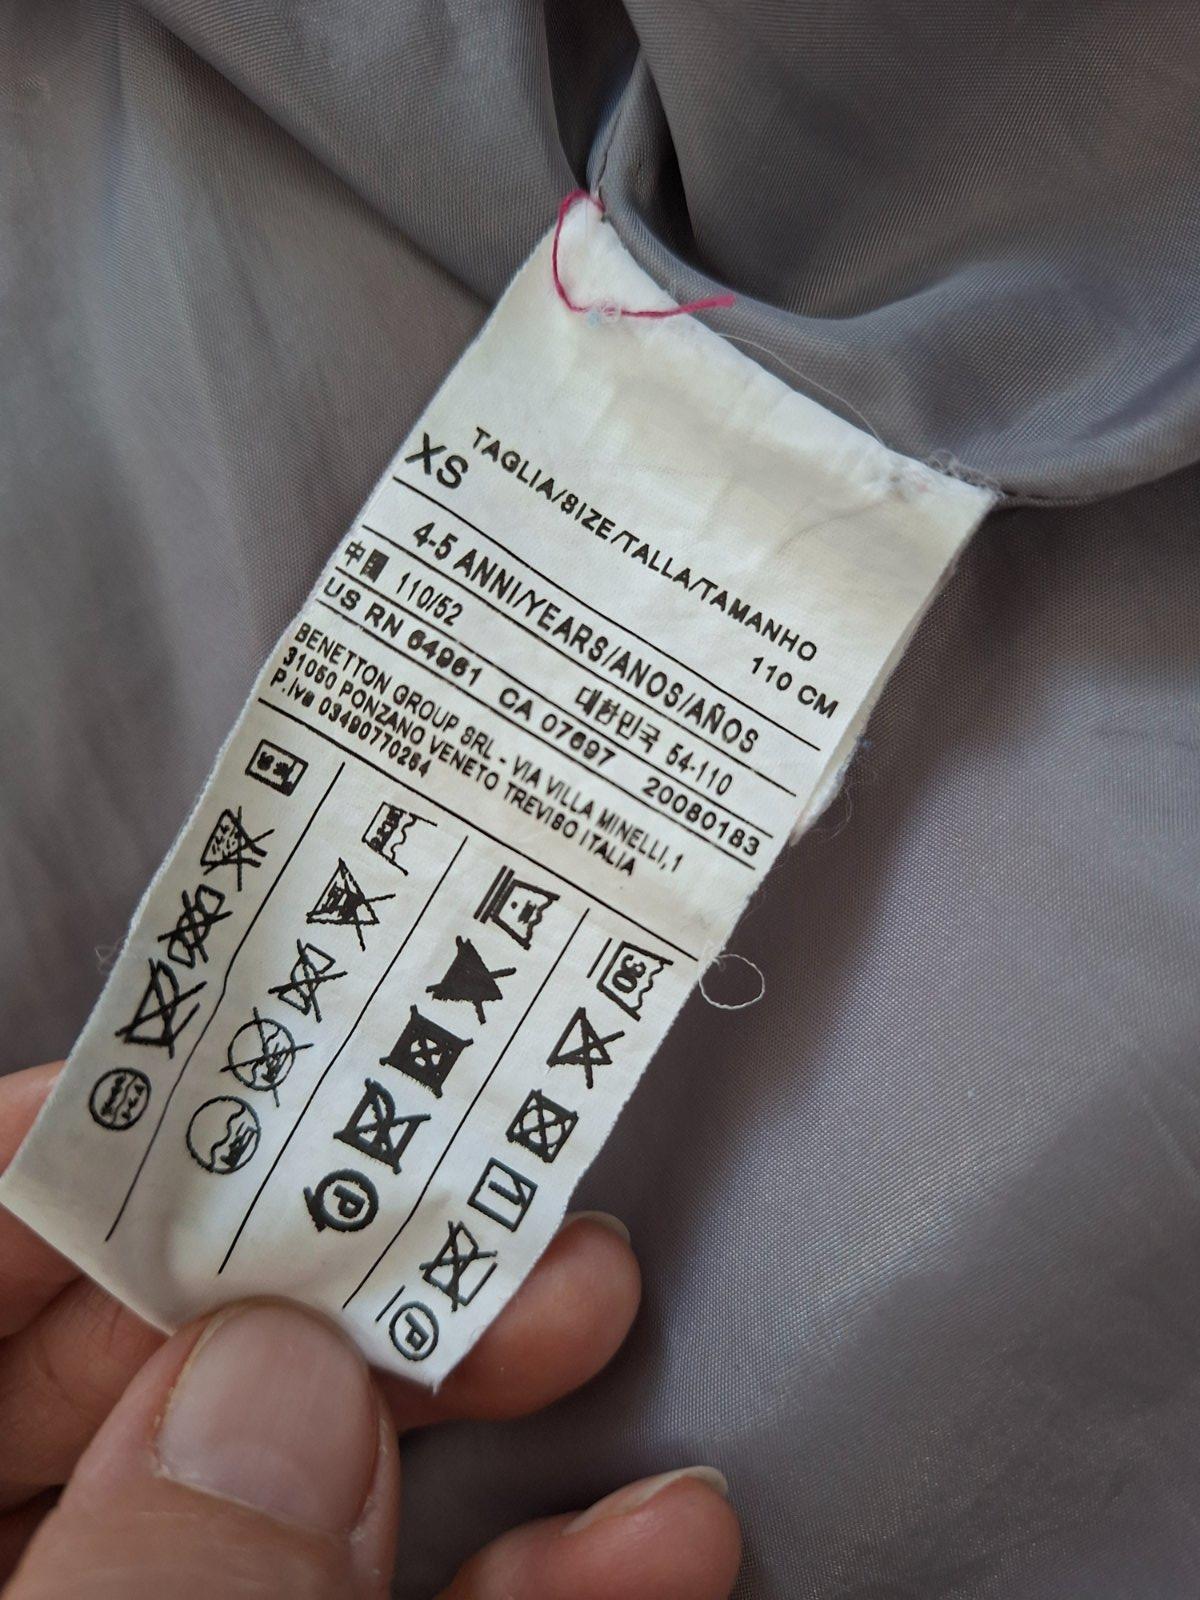 TAGLIA/SIZE/TALLA/TAMANHO
XS 110 CM
4-5 ANNI/YEARS/ANOS/AÑOS
中國 110/52 대한민국 54-110
US RN 64961 CA 07697 20080183
BENETTON GROUP SRL - VIA VILLA MINELLI, 1
31050 PONZANO VENETO TREVISO ITALIA
P.Iva 03490770264
30
P
P